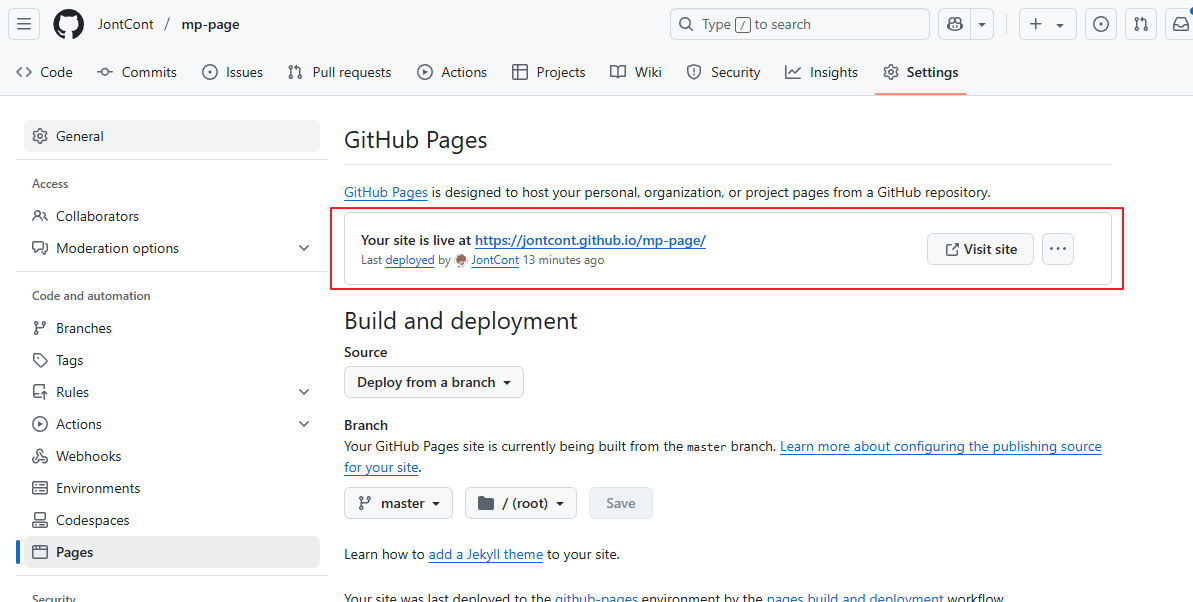 JontCont / mp-page
Type / to search
Code
Commits
Issues
Pull requests
Actions
Projects
Wiki
Security
Insights
Settings
General
Access
Collaborators
Moderation options
Code and automation
Branches
Tags
Rules
Actions
Webhooks
Environments
Codespaces
Pages
Security
GitHub Pages
GitHub Pages is designed to host your personal, organization, or project pages from a GitHub repository.
Your site is live at https://jontcont.github.io/mp-page/
Last deployed by JontCont 13 minutes ago
Visit site
Build and deployment
Source
Deploy from a branch
Branch
Your GitHub Pages site is currently being built from the master branch. Learn more about configuring the publishing source
for your site.
master
/ (root)
Save
Learn how to add a Jekyll theme to your site.
Your site was last deployed to the github-pages environment by the pages build and deployment workflow.